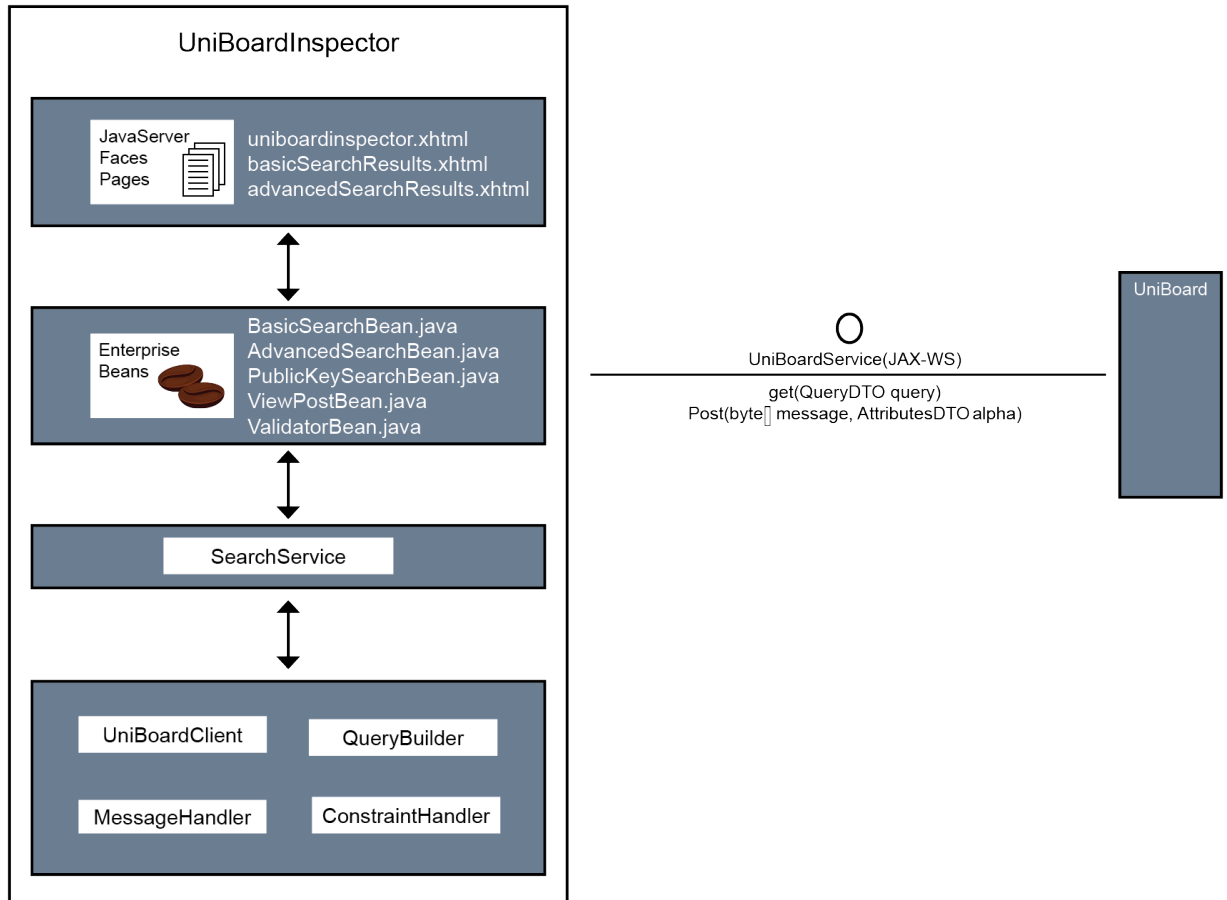 UniBoardInspector
JavaServer
Faces
Pages
uniboardinspector.xhtml
basicSearchResults.xhtml
advancedSearchResults.xhtml
Enterprise
Beans
BasicSearchBean.java
AdvancedSearchBean.java
PublicKeySearchBean.java
ViewPostBean.java
ValidatorBean.java
SearchService
UniBoardClient
QueryBuilder
MessageHandler
ConstraintHandler
UniBoardService(JAX-WS)
get(QueryDTO query)
Post(byte[] message, AttributesDTO alpha)
UniBoard